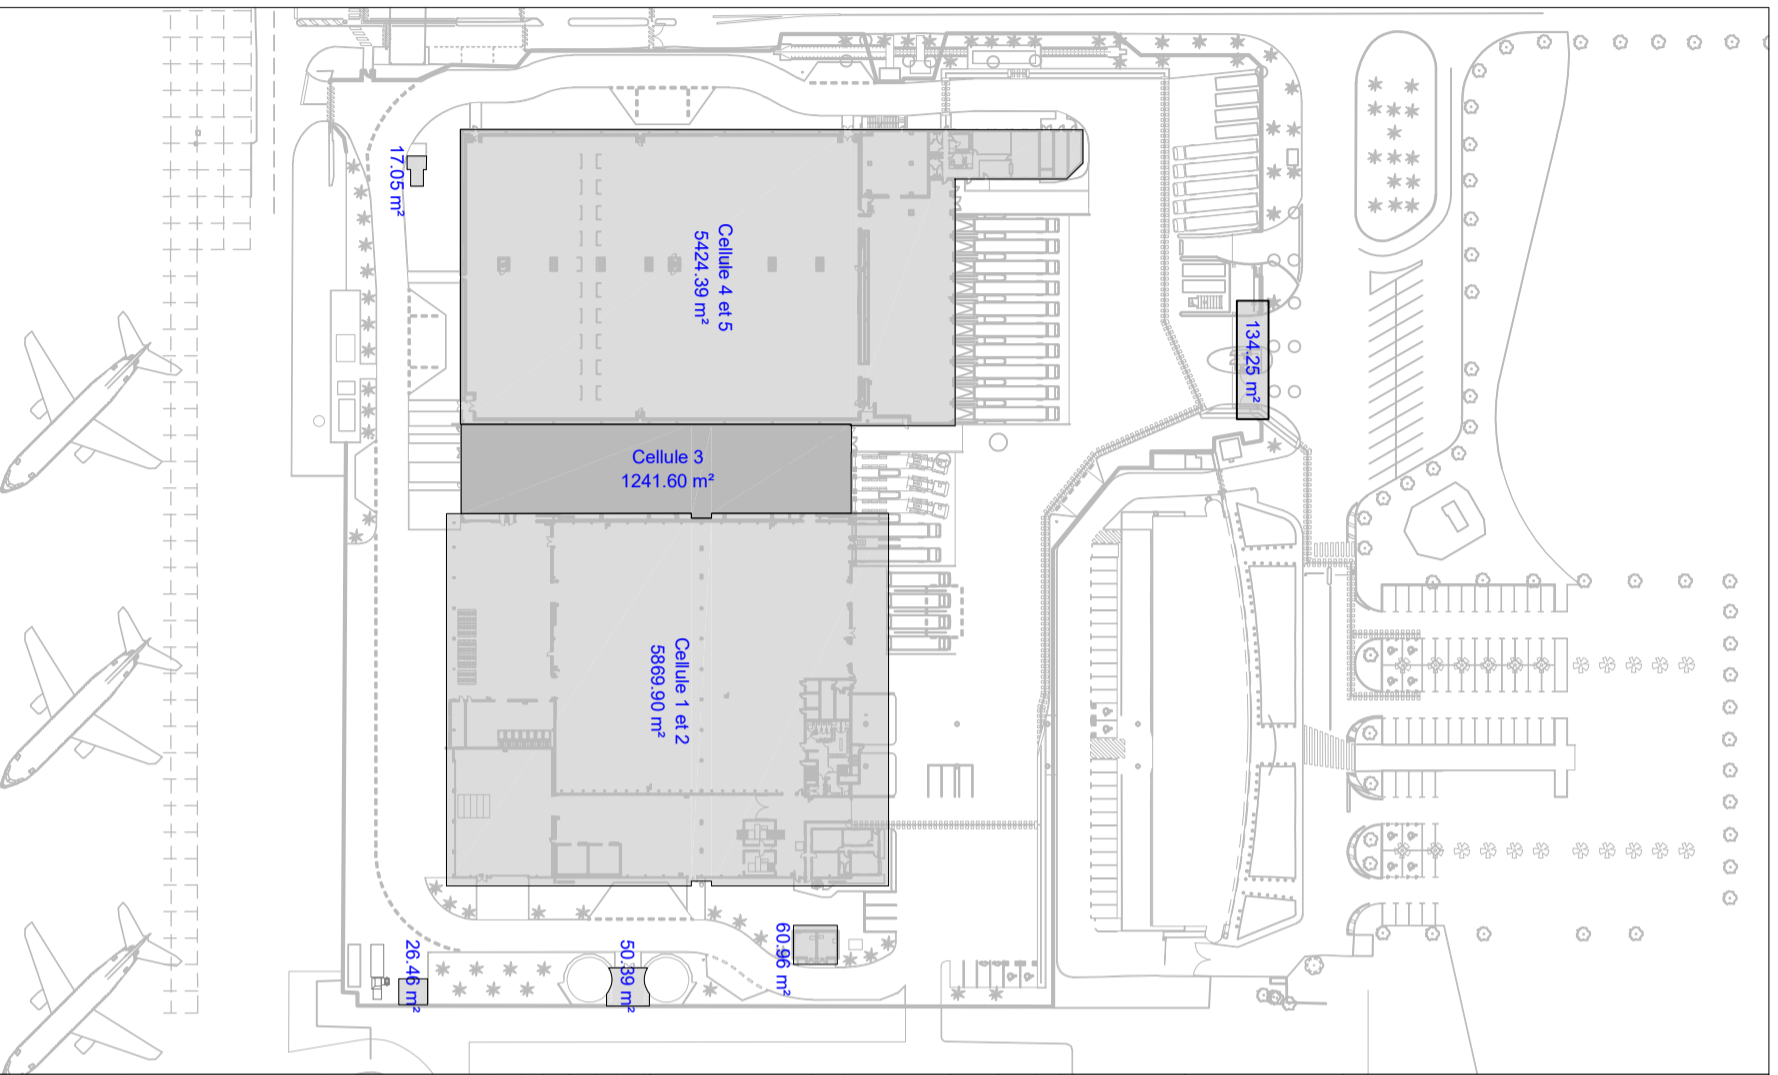 17.05 m²
Cellule 4 et 5
5424.39 m²
134.25 m²
Cellule 3
1241.60 m²
Cellule 1 et 2
5869.90 m²
26.46 m²
50.39 m²
60.96 m²